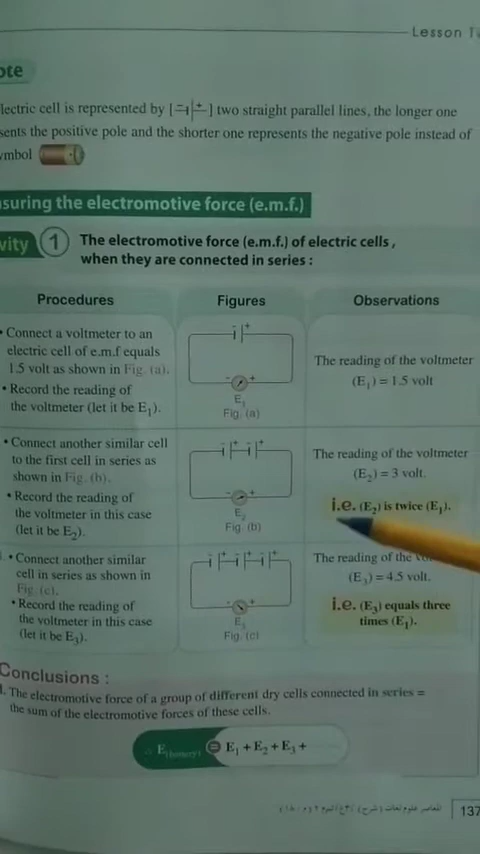 Lesson 1
ote
lectric cell is represented by [ ] two straight parallel lines, the longer one
sents the positive pole and the shorter one represents the negative pole instead of
mbol
suring the electromotive force (e.m.f.)
vity 1 The electromotive force (e.m.f.) of electric cells,
when they are connected in series :
Procedures Figures Observations
• Connect a voltmeter to an
electric cell of e.m.f equals
1.5 volt as shown in Fig. (a).
• Record the reading of
the voltmeter (let it be E₁).
- +
- +
E₁
Fig. (a)
The reading of the voltmeter
(E₁) = 1.5 volt
• Connect another similar cell
to the first cell in series as
shown in Fig. (b).
• Record the reading of
the voltmeter in this case
(let it be E₂).
- + - +
- +
E₂
Fig. (b)
The reading of the voltmeter
(E₂) = 3 volt.
i.e. (E₂) is twice (E₁).
• Connect another similar
cell in series as shown in
Fig. (c).
• Record the reading of
the voltmeter in this case
(let it be E₃).
- + - + - +
- +
E₃
Fig. (c)
The reading of the vo
(E₃) = 4.5 volt.
i.e. (E₃) equals three
times (E₁).
Conclusions :
1. The electromotive force of a group of different dry cells connected in series =
the sum of the electromotive forces of these cells.
∴ E(battery) = E₁ + E₂ + E₃ +
137